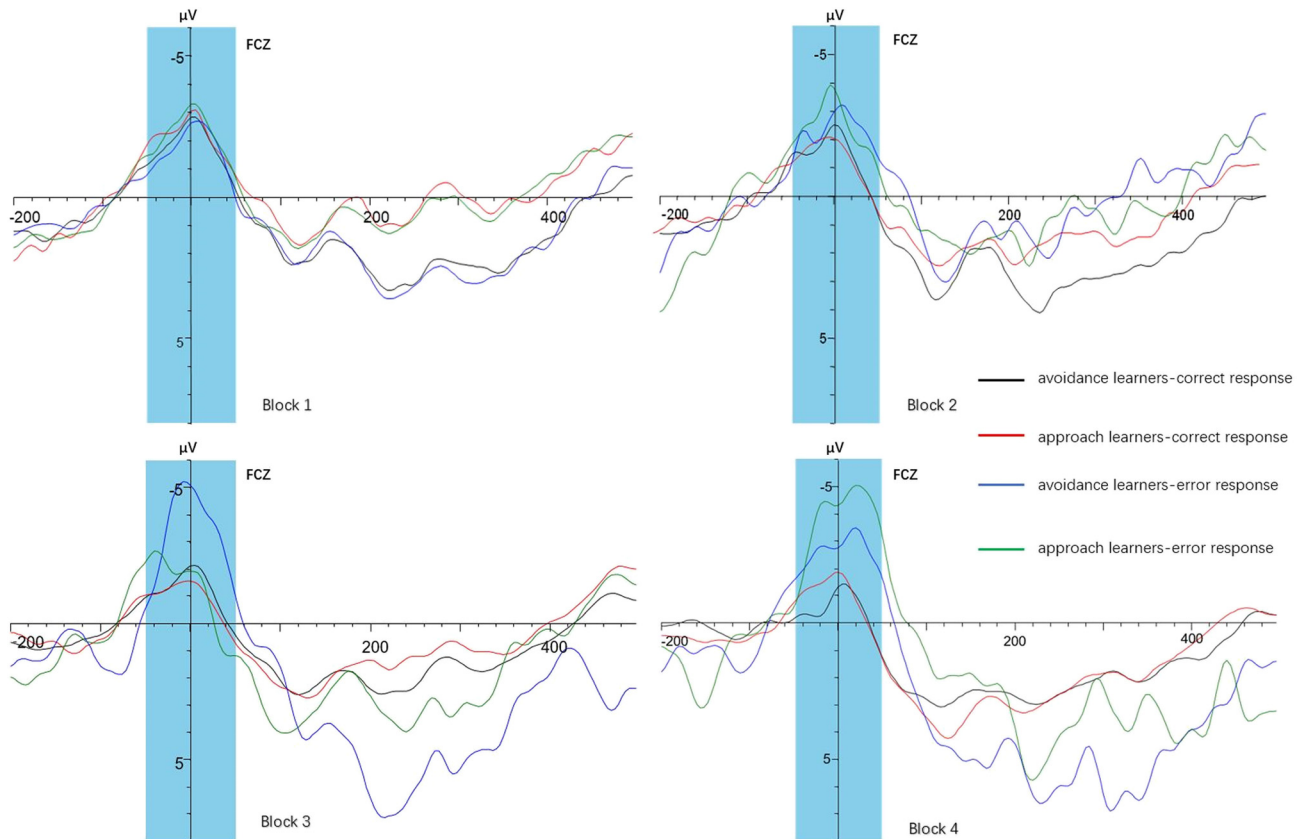 μV
-5
FCZ
-200
200
400
5
Block 1
μV
-5
FCZ
-200
200
400
5
Block 2
avoidance learners-correct response
approach learners-correct response
avoidance learners-error response
approach learners-error response
μV
-5
FCZ
-200
200
400
5
Block 3
μV
-5
FCZ
-200
200
400
5
Block 4